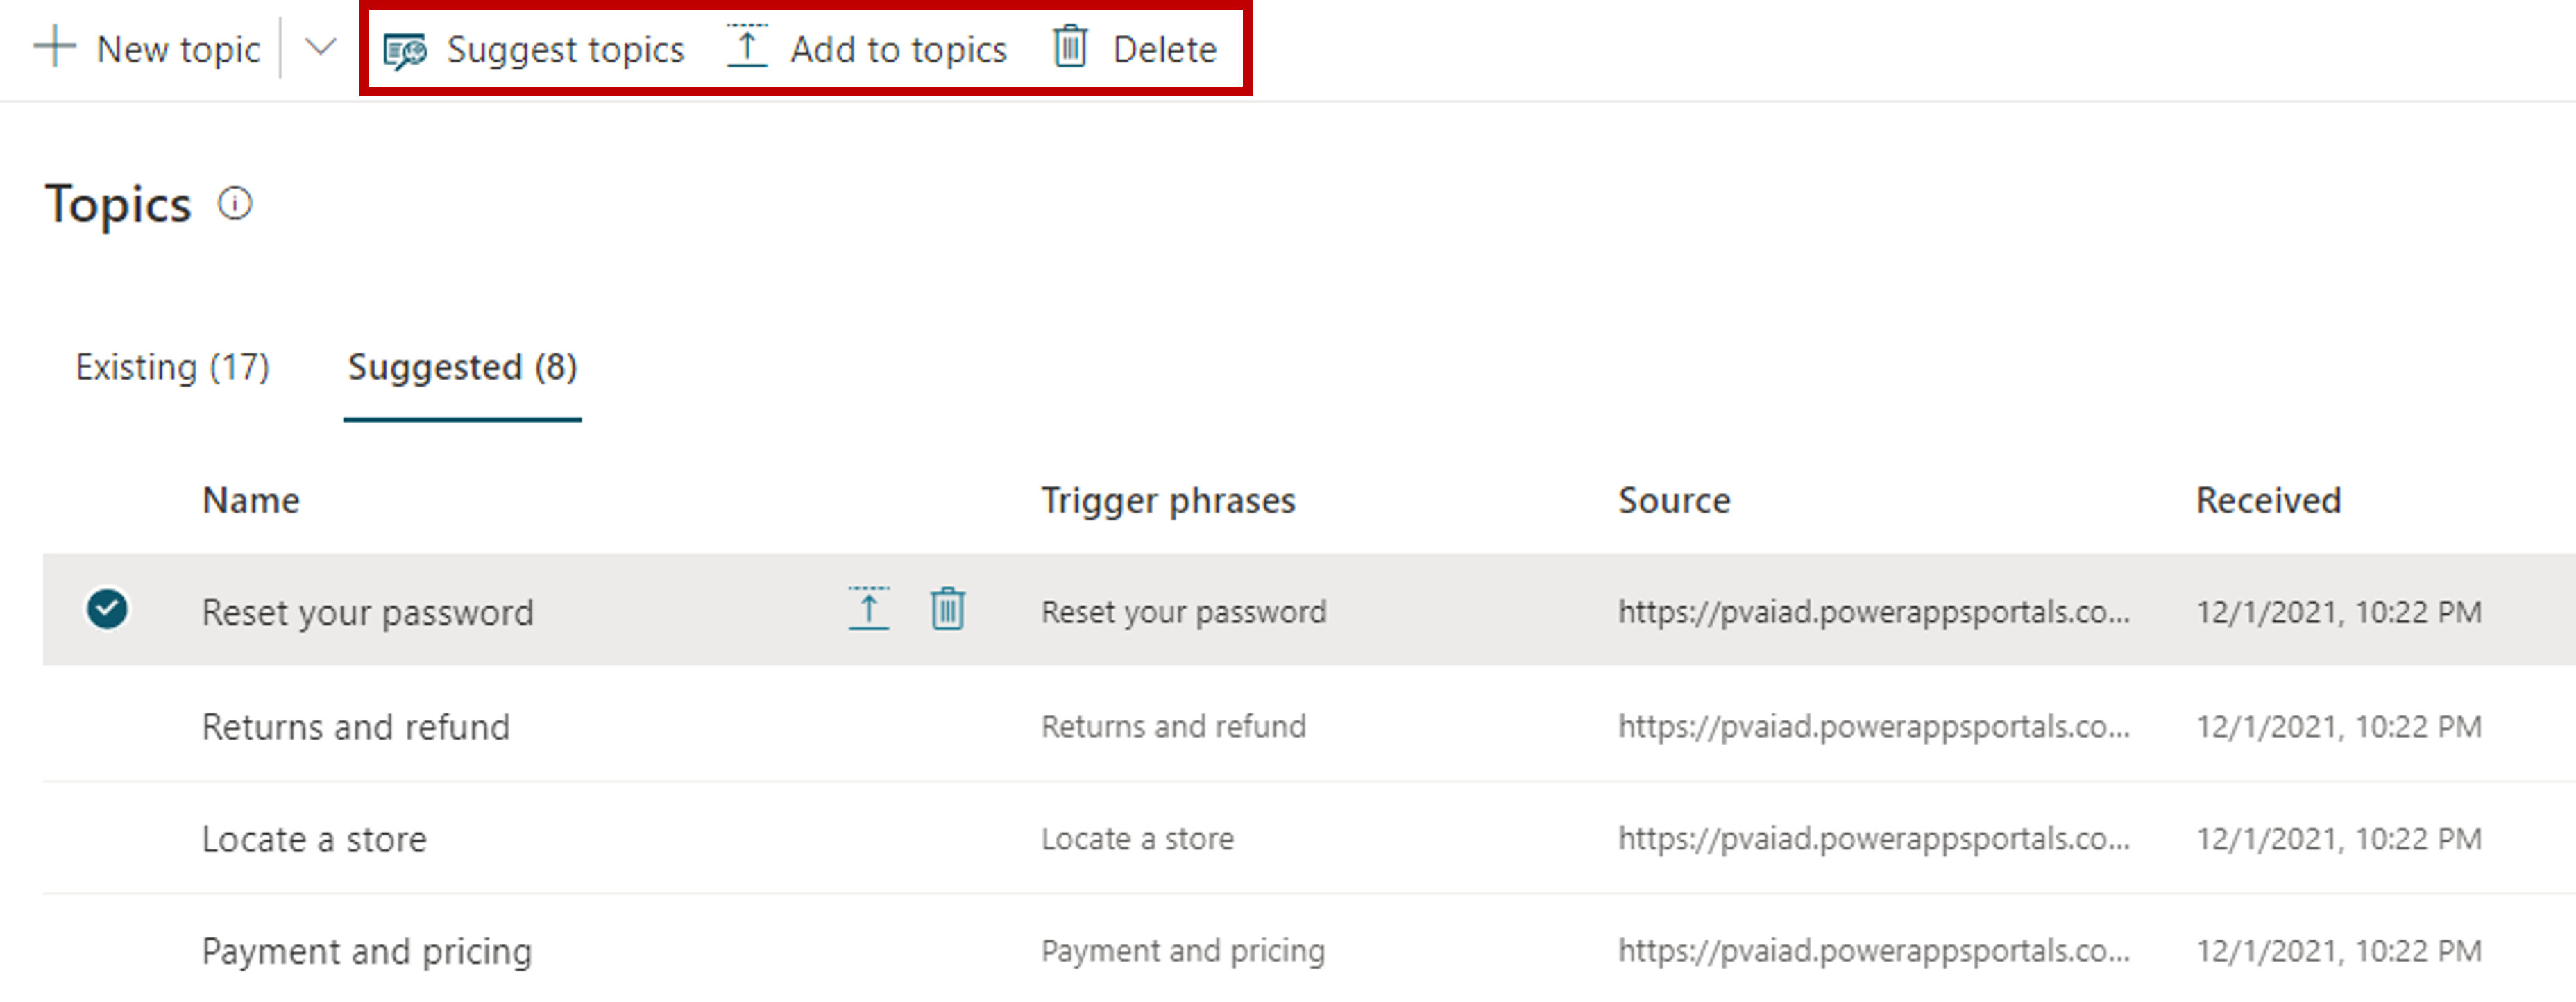 New topic Suggest topics Add to topics Delete
Topics
Existing (17) Suggested (8)
Name Trigger phrases Source Received
Reset your password Reset your password https://pvaiad.powerappsportals.co... 12/1/2021, 10:22 PM
Returns and refund Returns and refund https://pvaiad.powerappsportals.co... 12/1/2021, 10:22 PM
Locate a store Locate a store https://pvaiad.powerappsportals.co... 12/1/2021, 10:22 PM
Payment and pricing Payment and pricing https://pvaiad.powerappsportals.co... 12/1/2021, 10:22 PM